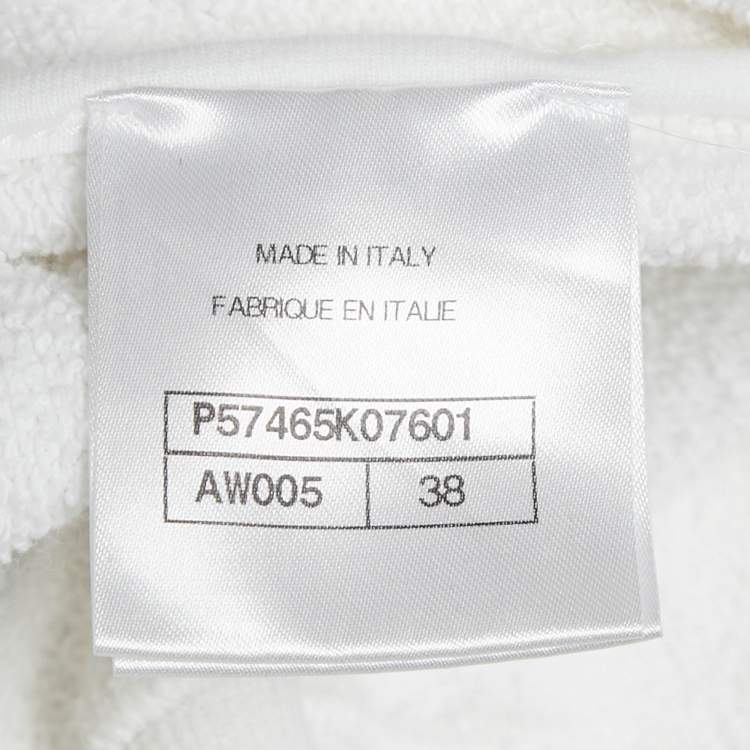 MADE IN ITALY
FABRIQUE EN ITALIE
P57465K07601
AW005 38